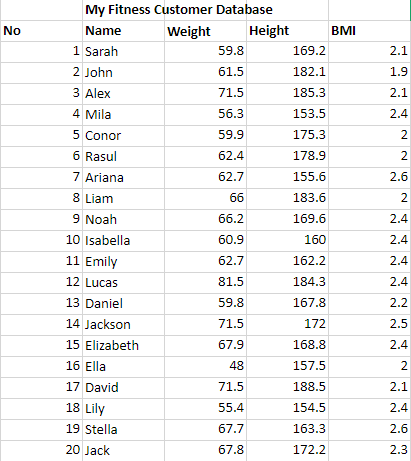 My Fitness Customer Database
No Name Weight Height BMI
1 Sarah 59.8 169.2 2.1
2 John 61.5 182.1 1.9
3 Alex 71.5 185.3 2.1
4 Mila 56.3 153.5 2.4
5 Conor 59.9 175.3 2
6 Rasul 62.4 178.9 2
7 Ariana 62.7 155.6 2.6
8 Liam 66 183.6 2
9 Noah 66.2 169.6 2.4
10 Isabella 60.9 160 2.4
11 Emily 62.7 162.2 2.4
12 Lucas 81.5 184.3 2.4
13 Daniel 59.8 167.8 2.2
14 Jackson 71.5 172 2.5
15 Elizabeth 67.9 168.8 2.4
16 Ella 48 157.5 2
17 David 71.5 188.5 2.1
18 Lily 55.4 154.5 2.4
19 Stella 67.7 163.3 2.6
20 Jack 67.8 172.2 2.3